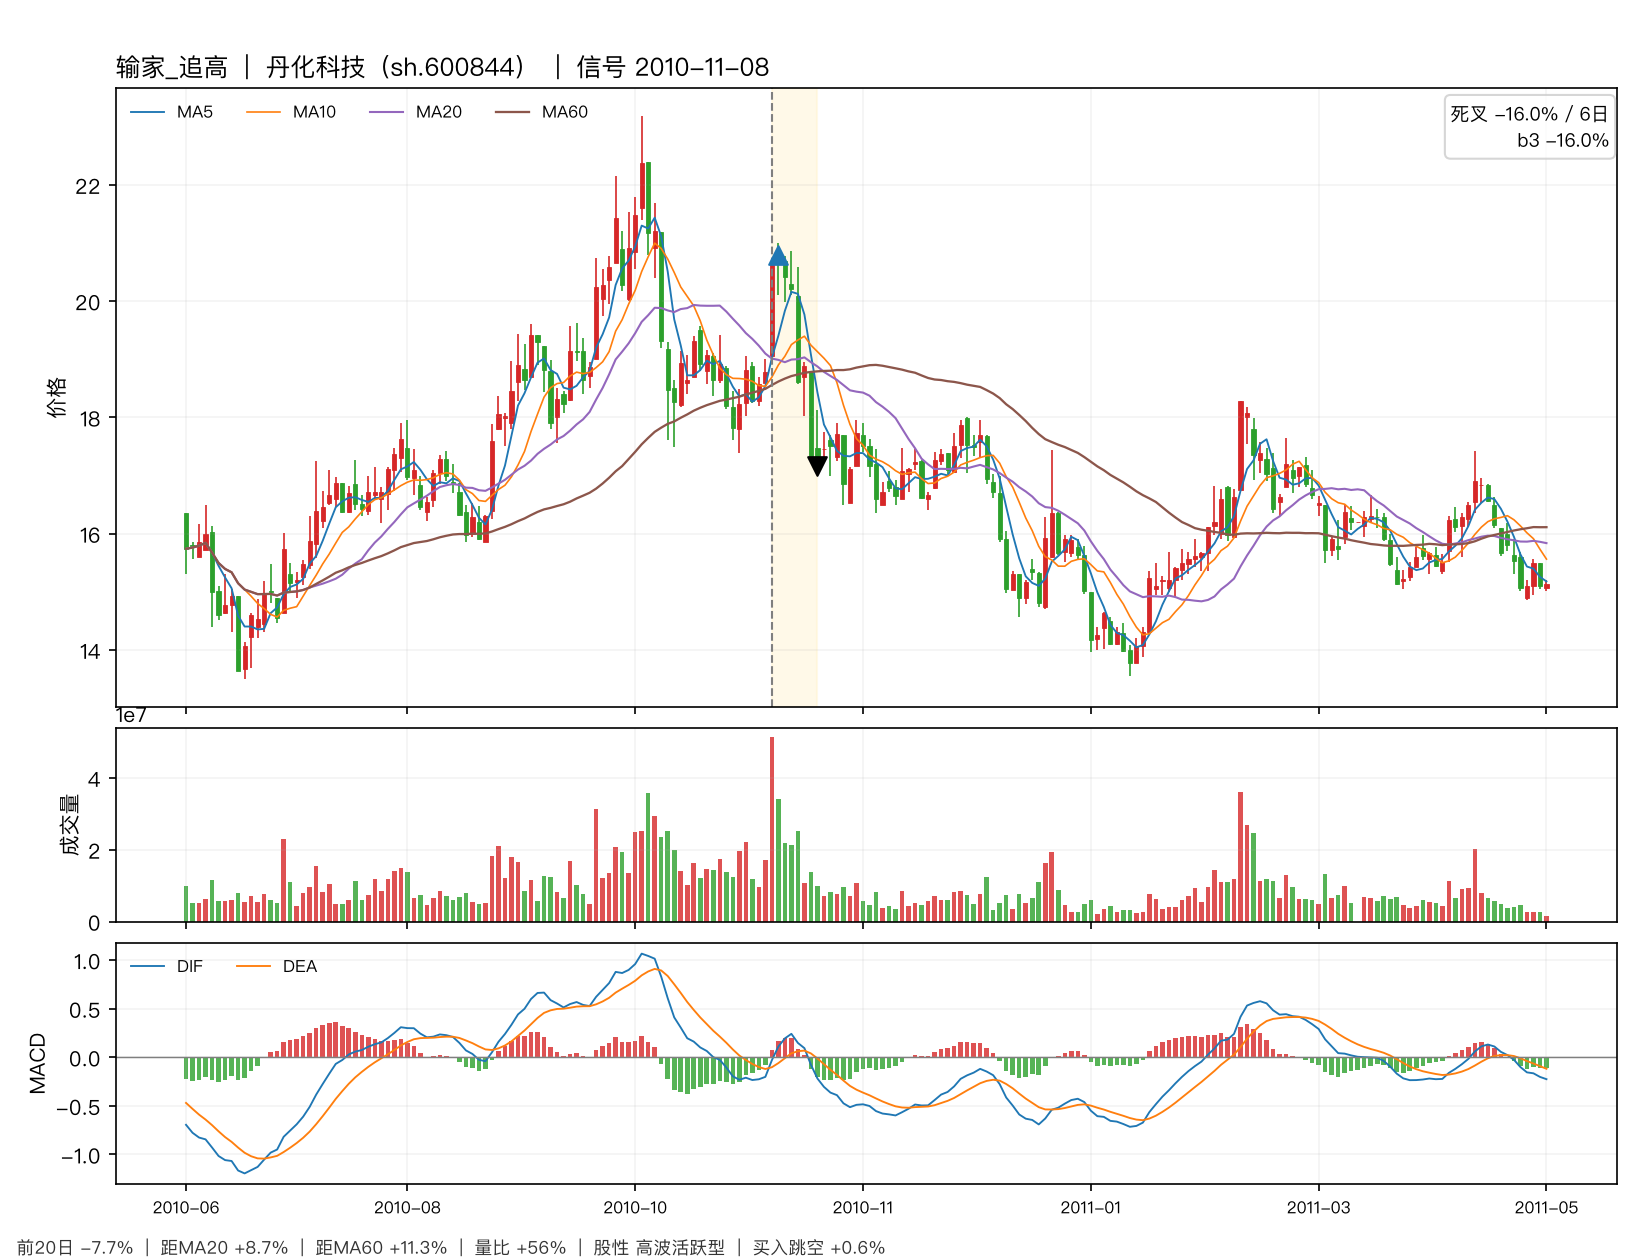 输家_追高 | 丹化科技（sh.600844） | 信号 2010-11-08
MA5 MA10 MA20 MA60
死叉 -16.0% / 6日
b3 -16.0%
价格
22
20
18
16
14
1e7
成交量
4
2
0
DIF DEA
MACD
1.0
0.5
0.0
-0.5
-1.0
2010-06 2010-08 2010-10 2010-11 2011-01 2011-03 2011-05
前20日 -7.7% | 距MA20 +8.7% | 距MA60 +11.3% | 量比 +56% | 股性 高波活跃型 | 买入跳空 +0.6%